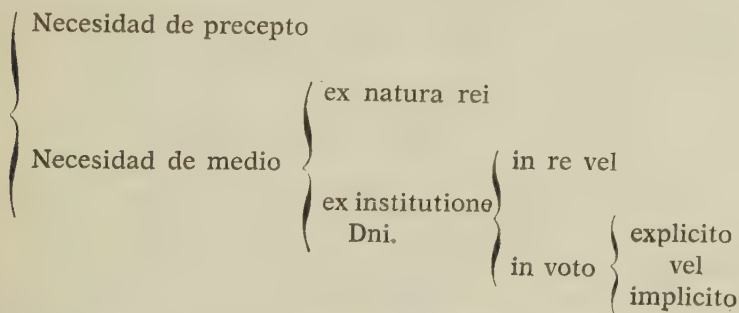 Necesidad de precepto
ex natura rei
Necesidad de medio
in re vel
ex institutione
Dni.
explicito
in voto
vel
implicito